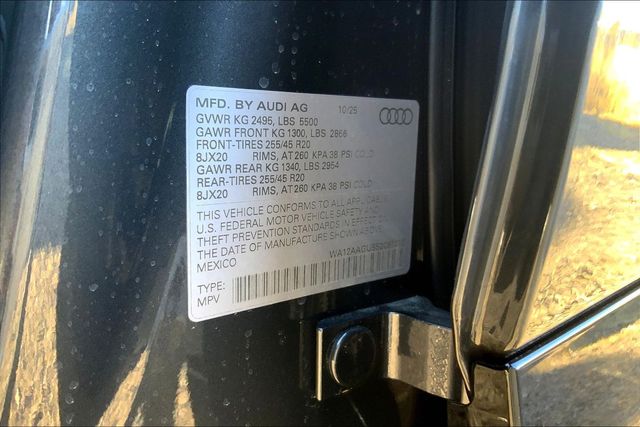 MFD. BY AUDI AG 10/25
GVWR KG 2495, LBS 5500
GAWR FRONT KG 1300, LBS 2866
FRONT-TIRES 255/45 R20
8JX20 RIMS, AT 260 KPA 38 PSI COLD
GAWR REAR KG 1340, LBS 2954
REAR-TIRES 255/45 R20
8JX20 RIMS, AT 260 KPA 38 PSI COLD
THIS VEHICLE CONFORMS TO ALL APPLICABLE
U.S. FEDERAL MOTOR VEHICLE SAFETY AND
THEFT PREVENTION STANDARDS IN EFFECT ON
THE DATE OF MANUFACTURE SHOWN ABOVE
MEXICO
TYPE:
MPV